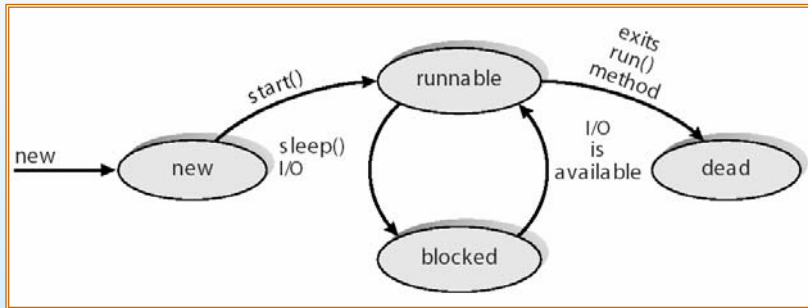 new
new
start()
sleep()
I/O
runnable
blocked
I/O
is
available
exits
run()
method
dead